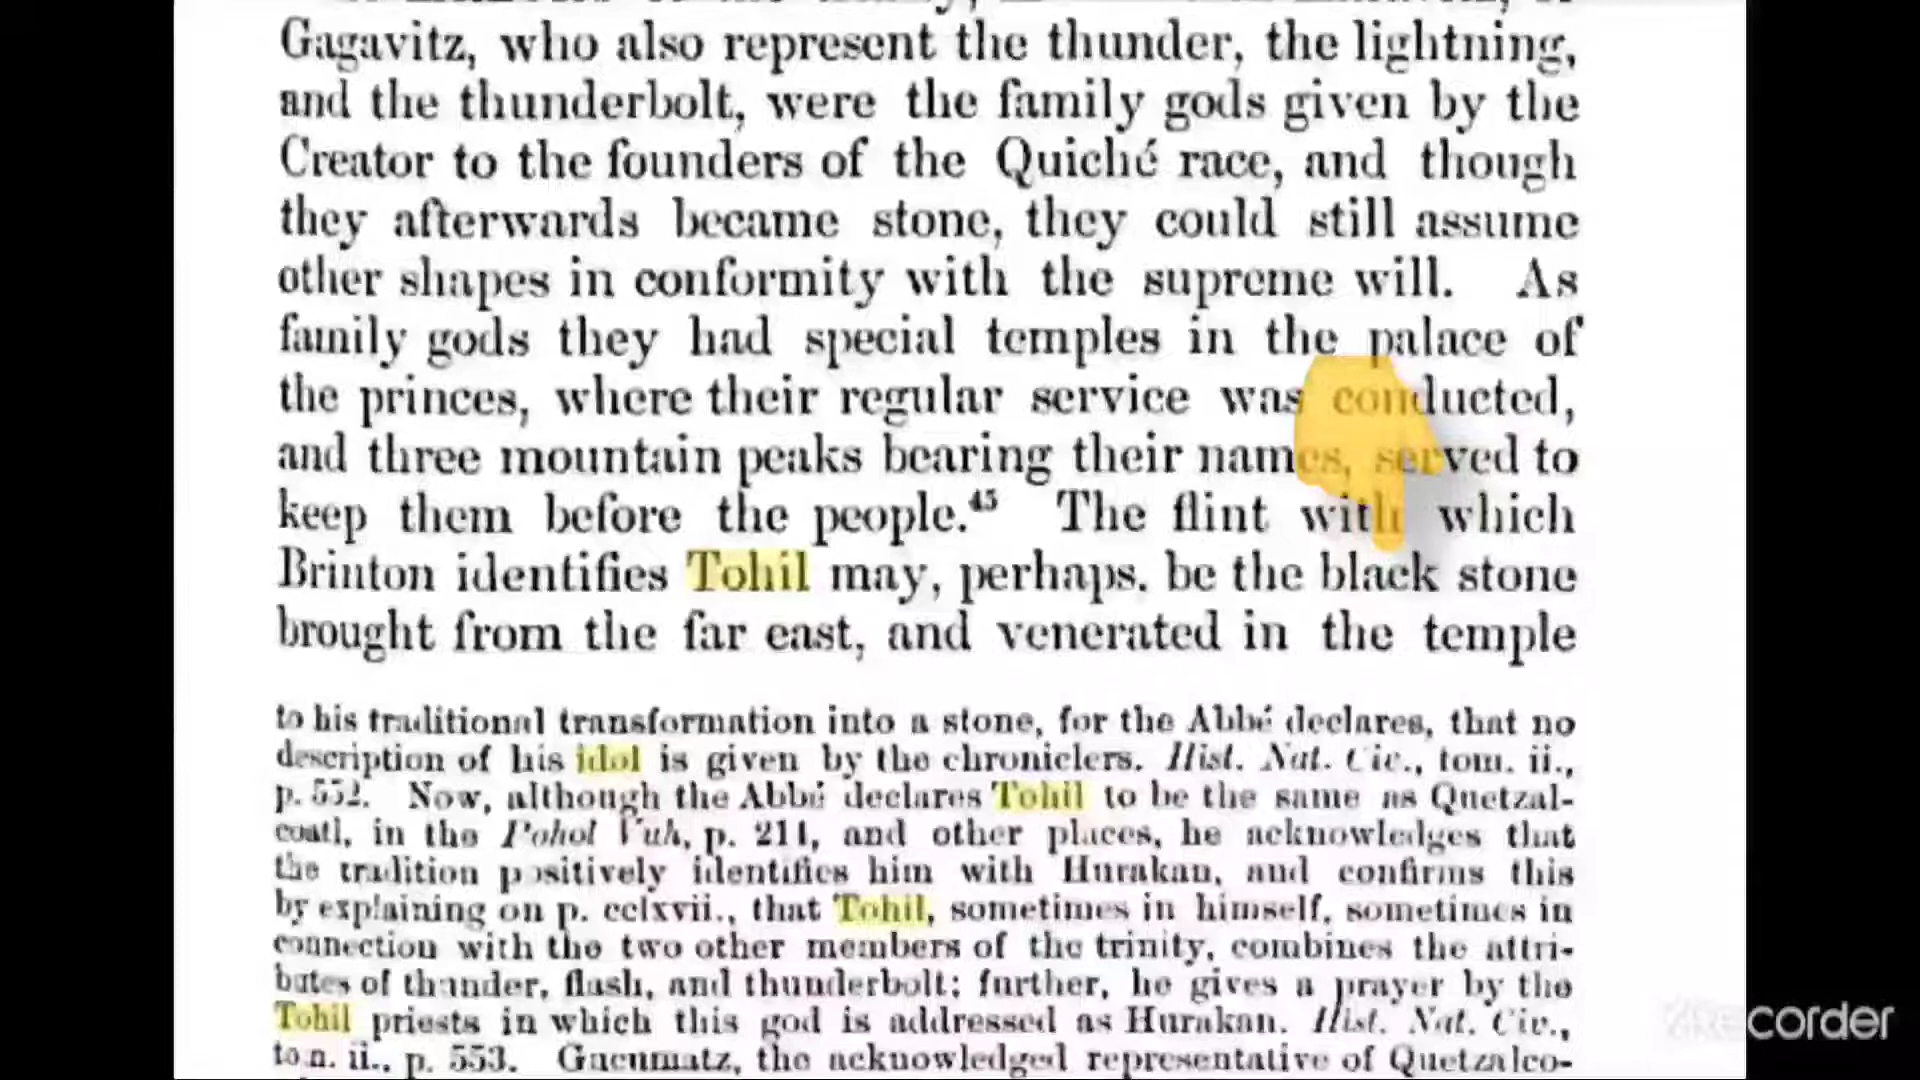 Gagavitz, who also represent the thunder, the lightning,
and the thunderbolt, were the family gods given by the
Creator to the founders of the Quiché race, and though
they afterwards became stone, they could still assume
other shapes in conformity with the supreme will. As
family gods they had special temples in the palace of
the princes, where their regular service was conducted,
and three mountain peaks bearing their names, served to
keep them before the people.⁴⁵ The flint with which
Brinton identifies Tohil may, perhaps. be the black stone
brought from the far east, and venerated in the temple
to his traditional transformation into a stone, for the Abbé declares, that no
description of his idol is given by the chroniclers. Hist. Nat. Civ., tom. ii.,
p. 552. Now, although the Abbé declares Tohil to be the same as Quetzal-
coatl, in the Popol Vuh, p. 214, and other places, he acknowledges that
the tradition positively identifies him with Hurakan, and confirms this
by explaining on p. cclxvii., that Tohil, sometimes in himself, sometimes in
connection with the two other members of the trinity, combines the attri-
butes of thunder, flash, and thunderbolt; further, he gives a prayer by the
Tohil priests in which this god is addressed as Hurakan. Hist. Nat. Civ.,
tom. ii., p. 553. Gucumatz, the acknowledged representative of Quetzalco-
corder